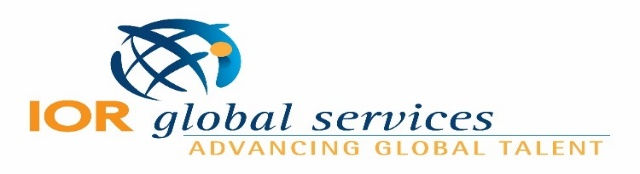 IOR global services
ADVANCING GLOBAL TALENT